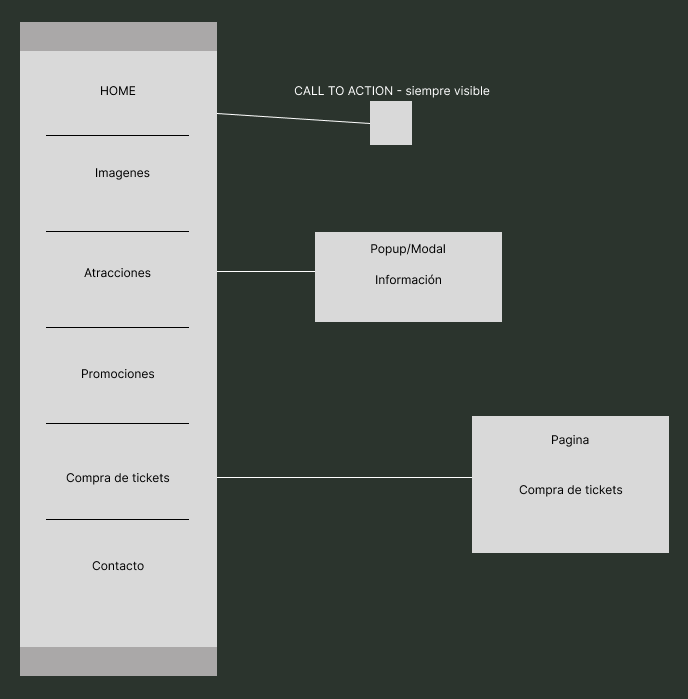 HOME
CALL TO ACTION - siempre visible
Imagenes
Atracciones
Popup/Modal
Información
Promociones
Compra de tickets
Pagina
Compra de tickets
Contacto